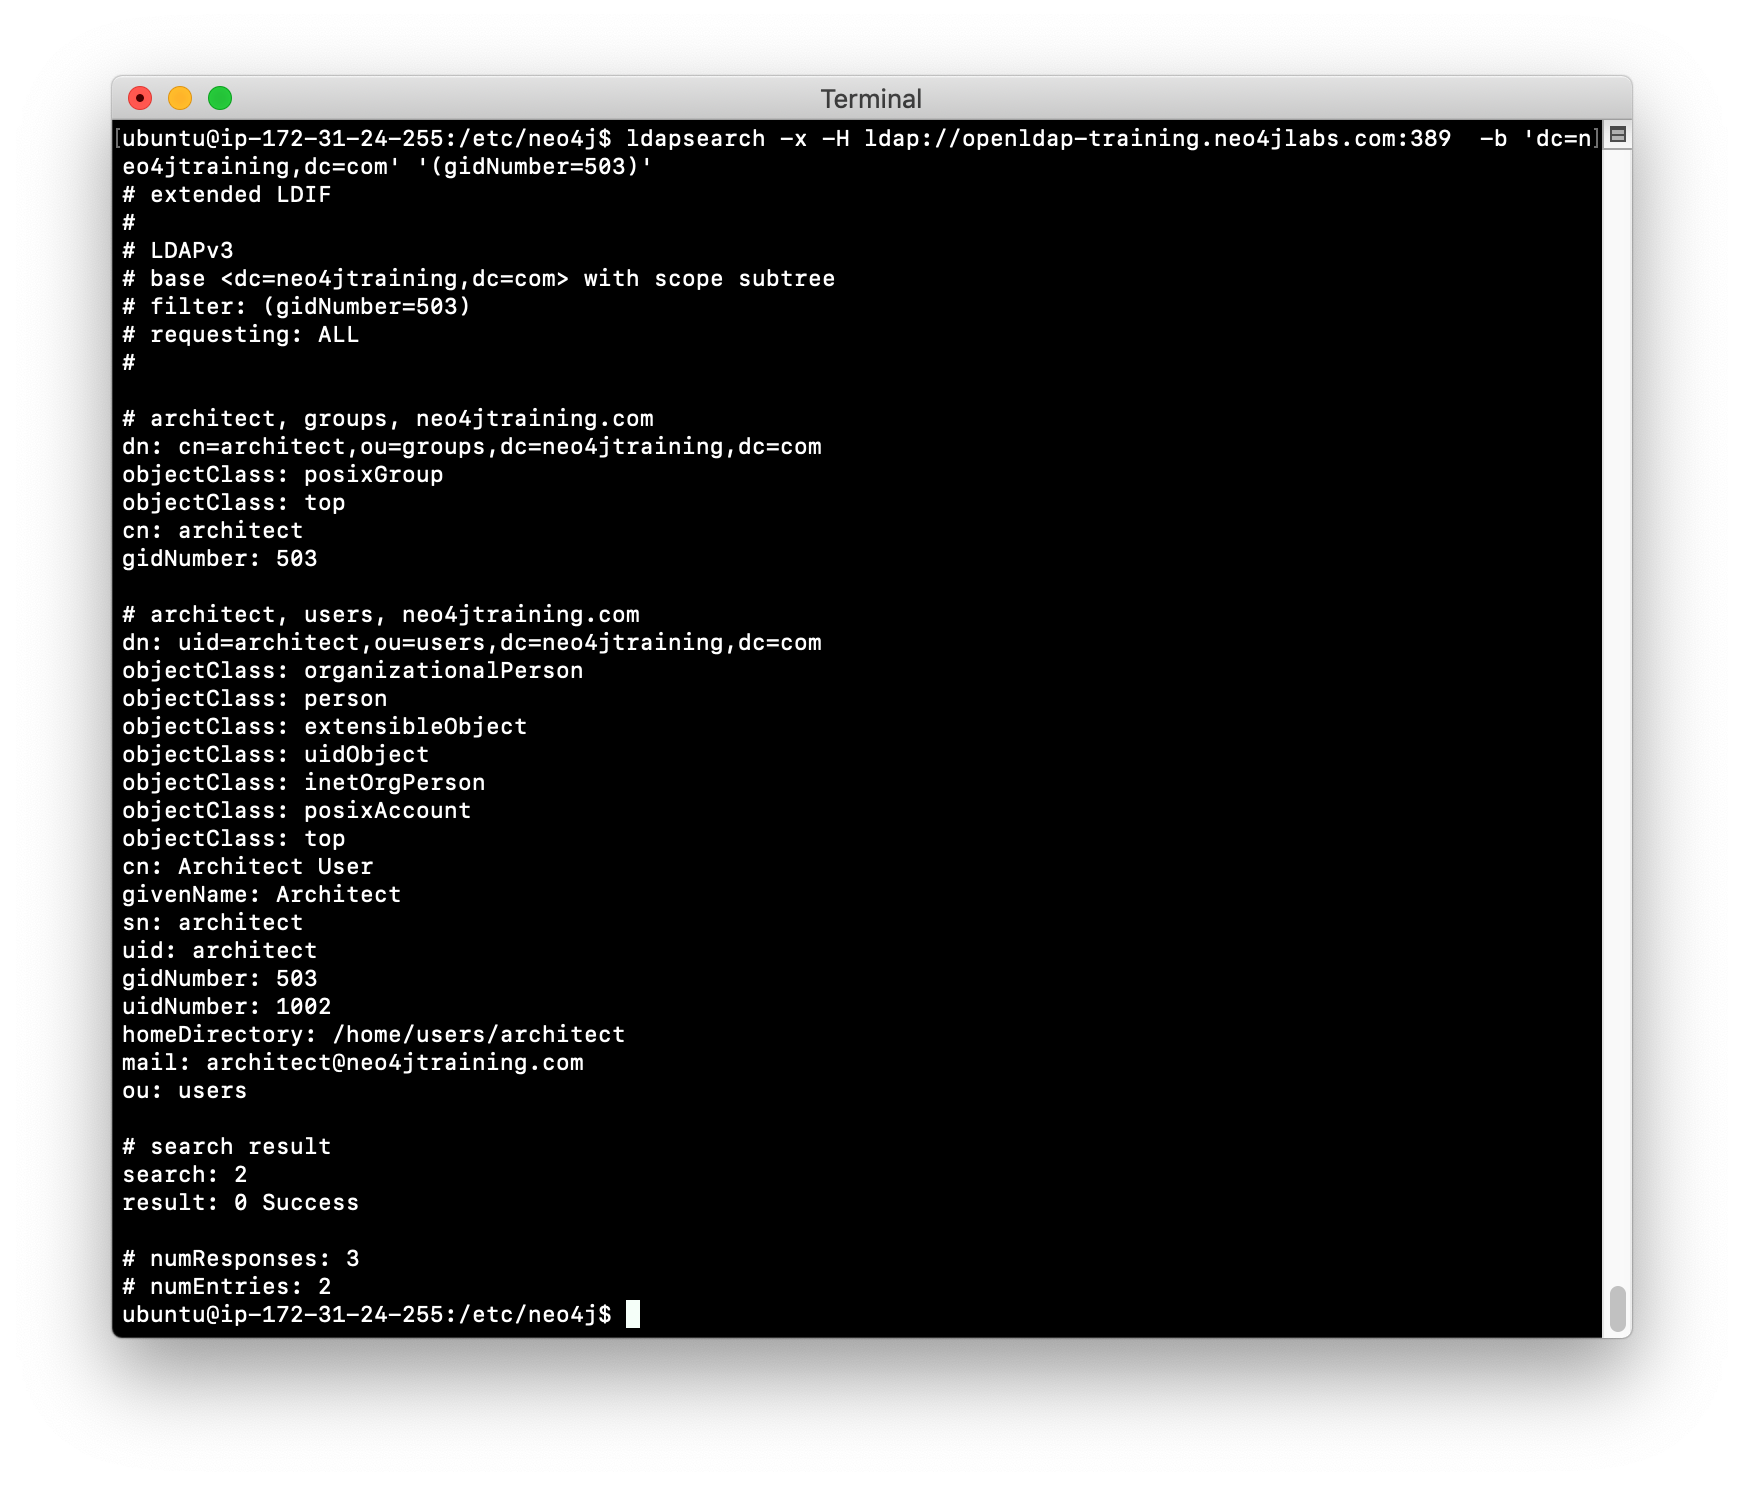 Terminal
ubuntu@ip-172-31-24-255:/etc/neo4j$ ldapsearch -x -H ldap://openldap-training.neo4jlabs.com:389  -b 'dc=n
eo4jtraining,dc=com' '(gidNumber=503)'
# extended LDIF
#
# LDAPv3
# base <dc=neo4jtraining,dc=com> with scope subtree
# filter: (gidNumber=503)
# requesting: ALL
#
# architect, groups, neo4jtraining.com
dn: cn=architect,ou=groups,dc=neo4jtraining,dc=com
objectClass: posixGroup
objectClass: top
cn: architect
gidNumber: 503
# architect, users, neo4jtraining.com
dn: uid=architect,ou=users,dc=neo4jtraining,dc=com
objectClass: organizationalPerson
objectClass: person
objectClass: extensibleObject
objectClass: uidObject
objectClass: inetOrgPerson
objectClass: posixAccount
objectClass: top
cn: Architect User
givenName: Architect
sn: architect
uid: architect
gidNumber: 503
uidNumber: 1002
homeDirectory: /home/users/architect
mail: architect@neo4jtraining.com
ou: users
# search result
search: 2
result: 0 Success
# numResponses: 3
# numEntries: 2
ubuntu@ip-172-31-24-255:/etc/neo4j$